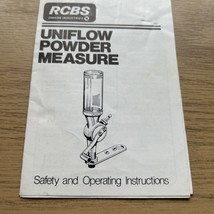 RCBS
UNIFLOW
POWDER
MEASURE
Safety and Operating Instructions